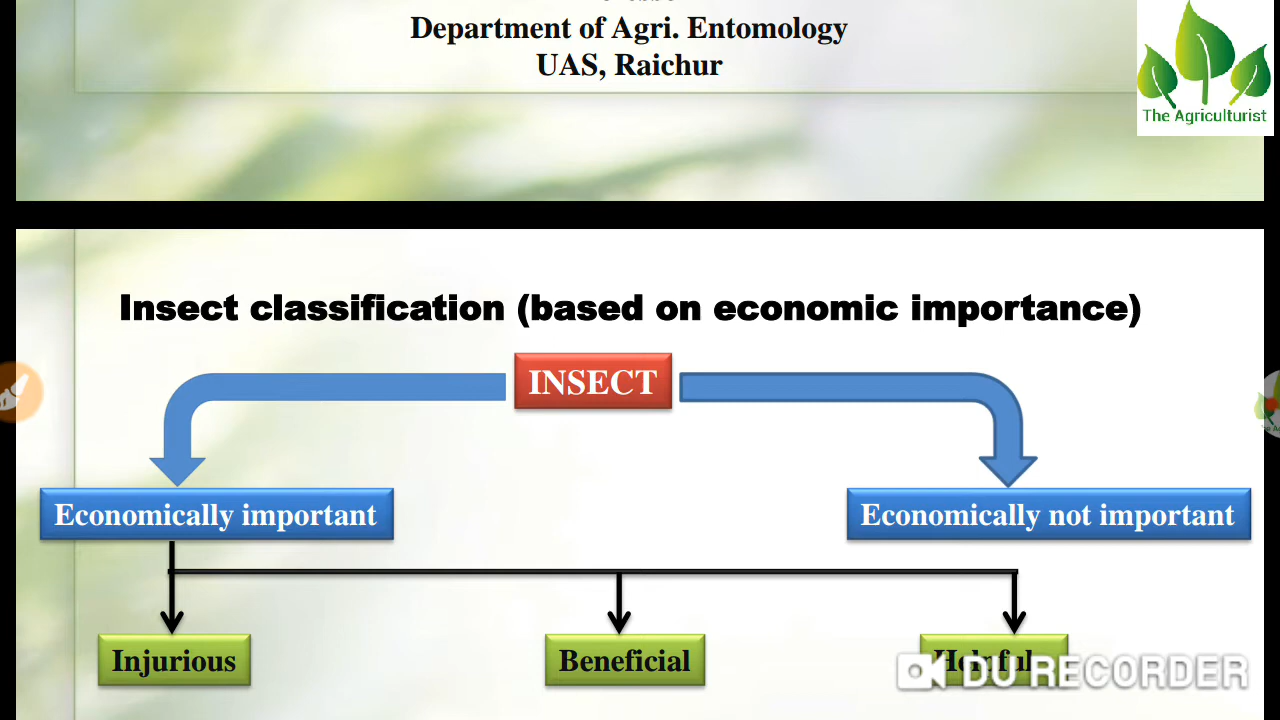 Department of Agri. Entomology
UAS, Raichur
The Agriculturist
Insect classification (based on economic importance)
INSECT
Economically important
Economically not important
Injurious
Beneficial
Helpful
DU RECORDER